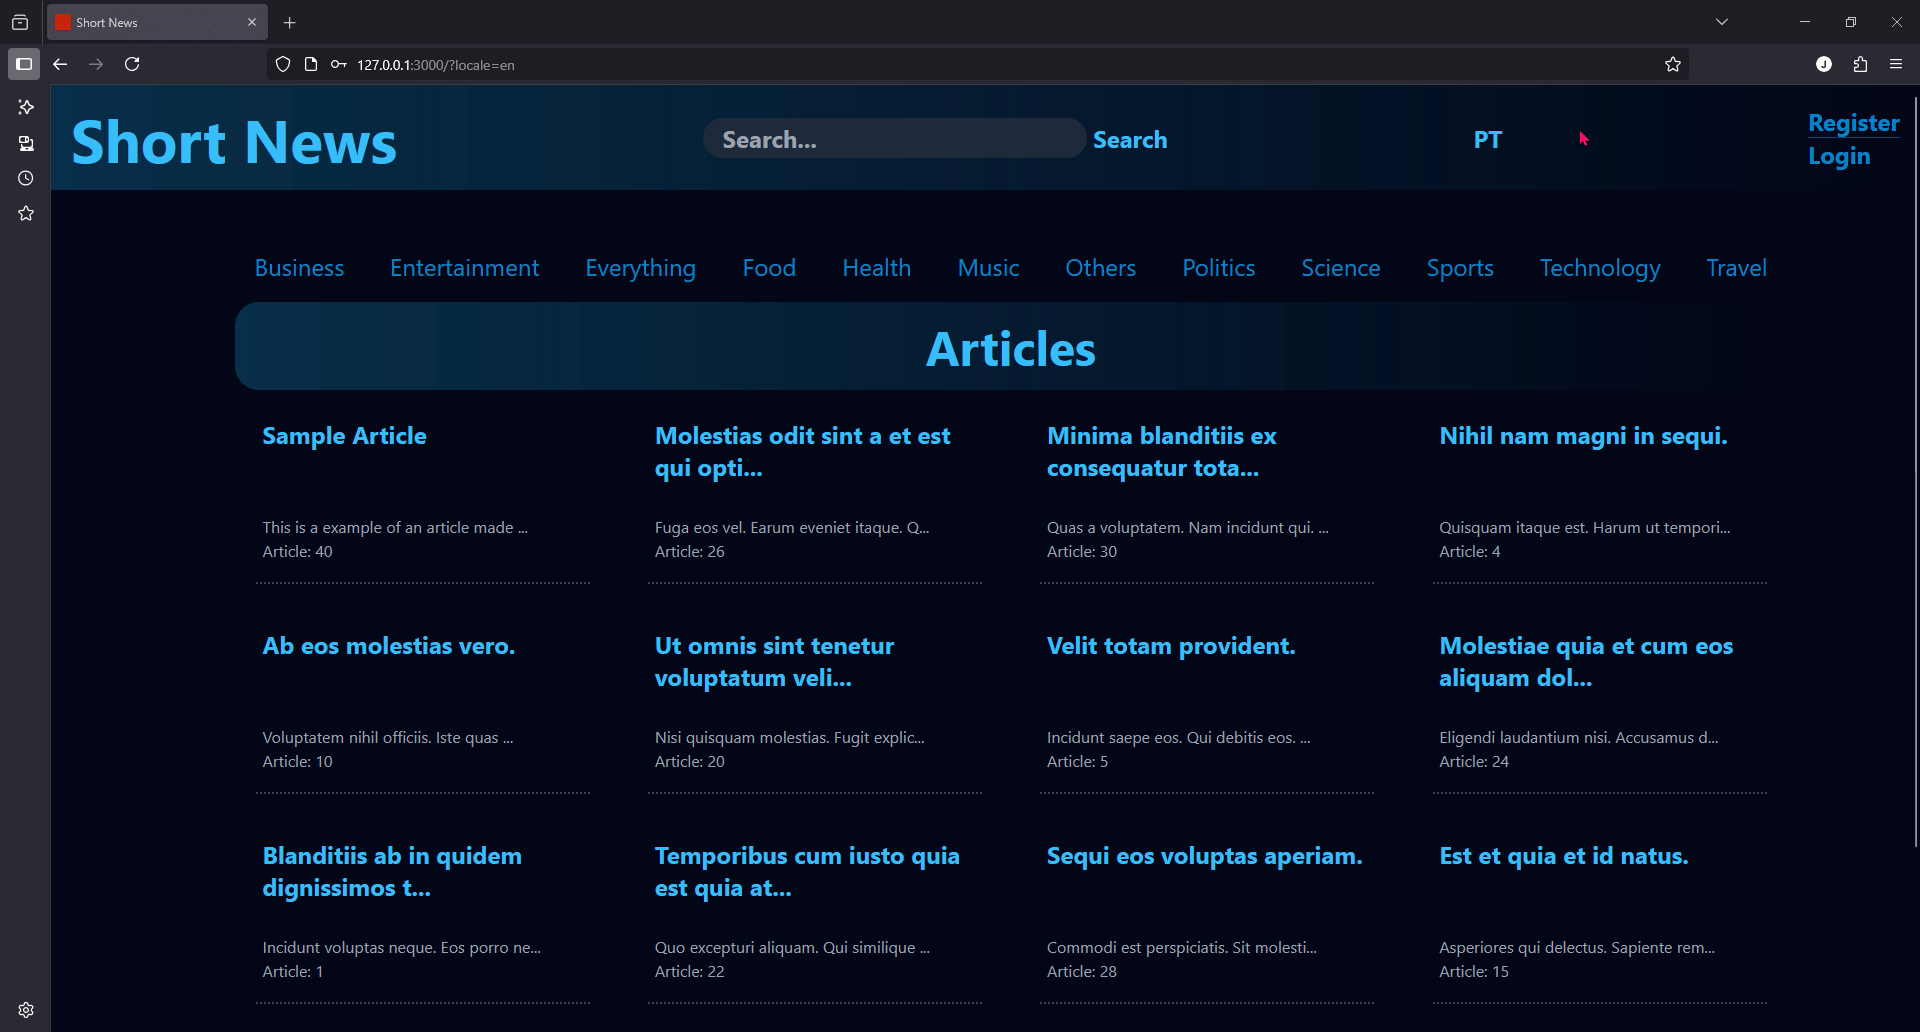 Short News
127.0.0.1:3000/?locale=en
J
Short News
Search...
Search
PT
Register
Login
Business Entertainment Everything Food Health Music Others Politics Science Sports Technology Travel
Articles
Sample Article
This is a example of an article made ...
Article: 40
Molestias odit sint a et est
qui opti...
Fuga eos vel. Earum eveniet itaque. Q...
Article: 26
Minima blanditiis ex
consequatur tota...
Quas a voluptatem. Nam incidunt qui. ...
Article: 30
Nihil nam magni in sequi.
Quisquam itaque est. Harum ut tempori...
Article: 4
Ab eos molestias vero.
Voluptatem nihil officiis. Iste quas ...
Article: 10
Ut omnis sint tenetur
voluptatum veli...
Nisi quisquam molestias. Fugit explic...
Article: 20
Velit totam provident.
Incidunt saepe eos. Qui debitis eos. ...
Article: 5
Molestiae quia et cum eos
aliquam dol...
Eligendi laudantium nisi. Accusamus d...
Article: 24
Blanditiis ab in quidem
dignissimos t...
Incidunt voluptas neque. Eos porro ne...
Article: 1
Temporibus cum iusto quia
est quia at...
Quo excepturi aliquam. Qui similique ...
Article: 22
Sequi eos voluptas aperiam.
Commodi est perspiciatis. Sit molesti...
Article: 28
Est et quia et id natus.
Asperiores qui delectus. Sapiente rem...
Article: 15